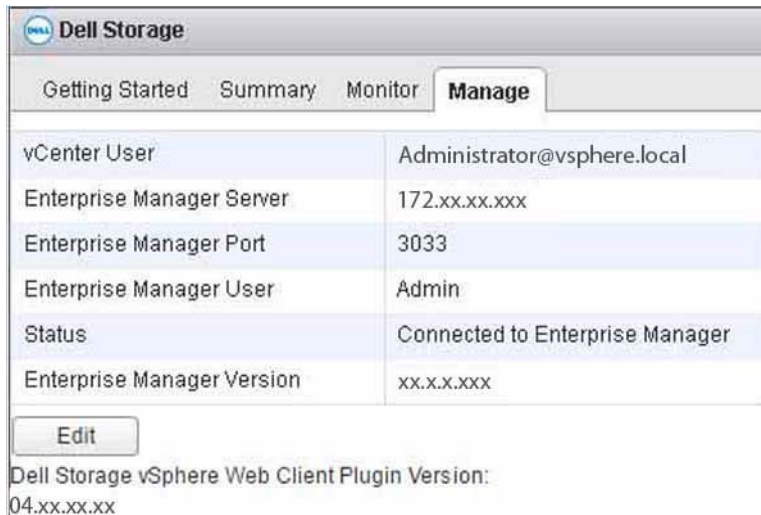 DELL Dell Storage
Getting Started Summary Monitor Manage
vCenter User Administrator@vsphere.local
Enterprise Manager Server 172.xx.xx.xxx
Enterprise Manager Port 3033
Enterprise Manager User Admin
Status Connected to Enterprise Manager
Enterprise Manager Version xx.x.x.xxx
Edit
Dell Storage vSphere Web Client Plugin Version:
04.xx.xx.xx